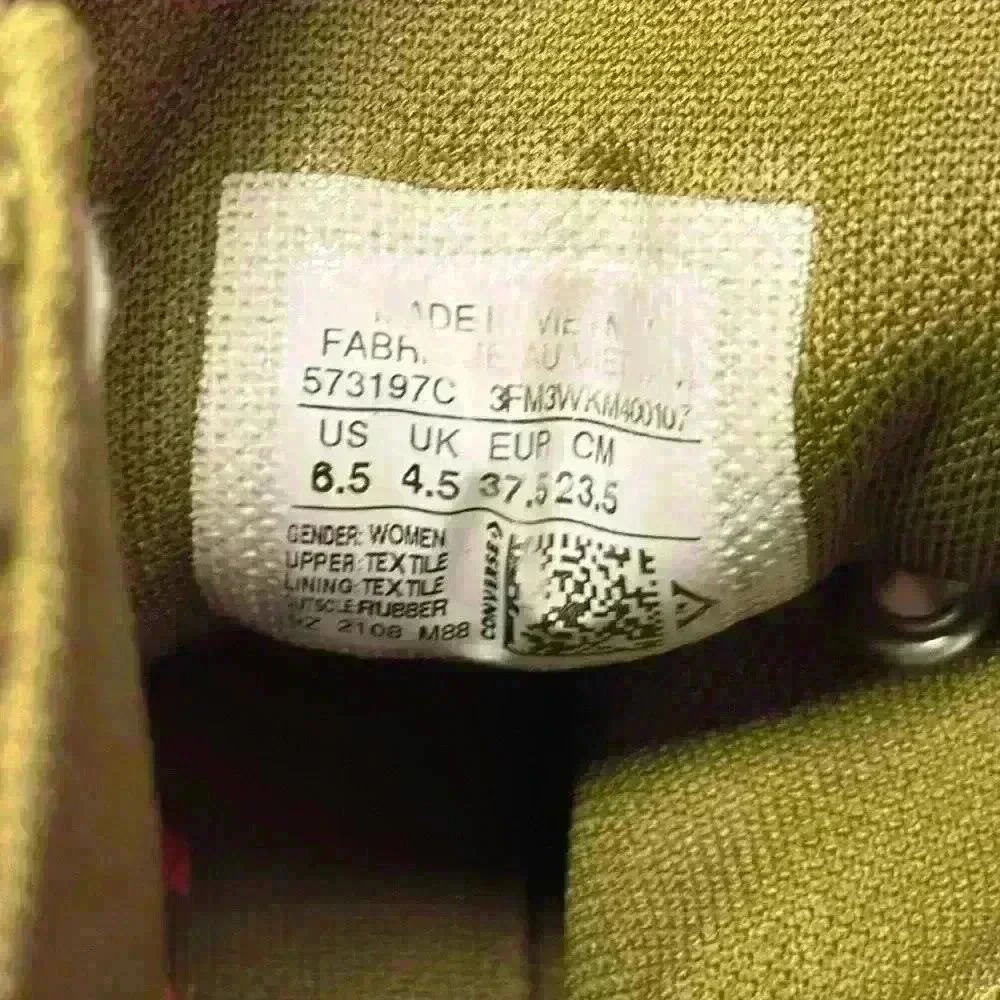 573197C 3FM3WKM400107
US UK EUR CM
6.5 4.5 37.5 23.5
GENDER: WOMEN
UPPER: TEXTILE
LINING: TEXTILE
OUTSOLE: RUBBER
2108 M88
CONVERSE